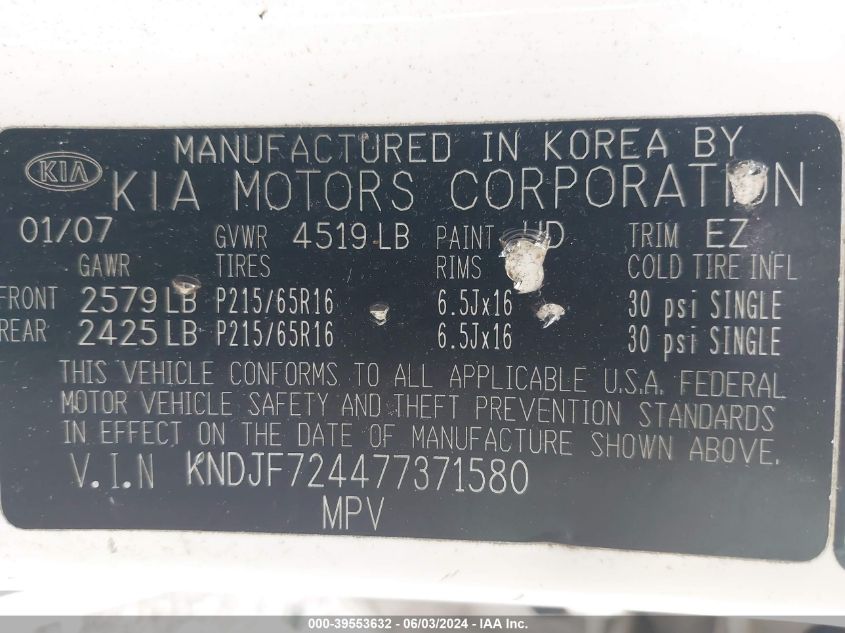 MANUFACTURED IN KOREA BY
KIA
KIA MOTORS CORPORATION
01/07 GVWR 4519 LB PAINT UD TRIM EZ
GAWR TIRES RIMS COLD TIRE INFL
FRONT 2579 LB P215/65R16 6.5Jx16 30 psi SINGLE
REAR 2425 LB P215/65R16 6.5Jx16 30 psi SINGLE
THIS VEHICLE CONFORMS TO ALL APPLICABLE U.S.A. FEDERAL
MOTOR VEHICLE SAFETY AND THEFT PREVENTION STANDARDS
IN EFFECT ON THE DATE OF MANUFACTURE SHOWN ABOVE.
V.I.N KNDJF724477371580
MPV
000-39553632 - 06/03/2024 - IAA Inc.